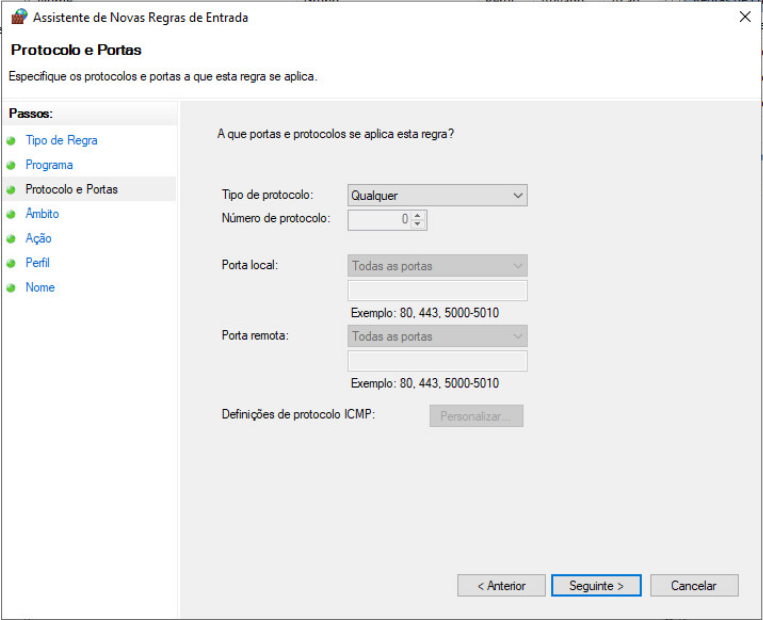 Assistente de Novas Regras de Entrada
Protocolo e Portas
Especifique os protocolos e portas a que esta regra se aplica.
Passos:
Tipo de Regra
Programa
Protocolo e Portas
Âmbito
Ação
Perfil
Nome
A que portas e protocolos se aplica esta regra?
Tipo de protocolo: Qualquer
Número de protocolo: 0
Porta local: Todas as portas
Exemplo: 80, 443, 5000-5010
Porta remota: Todas as portas
Exemplo: 80, 443, 5000-5010
Definições de protocolo ICMP: Personalizar...
< Anterior Seguinte > Cancelar